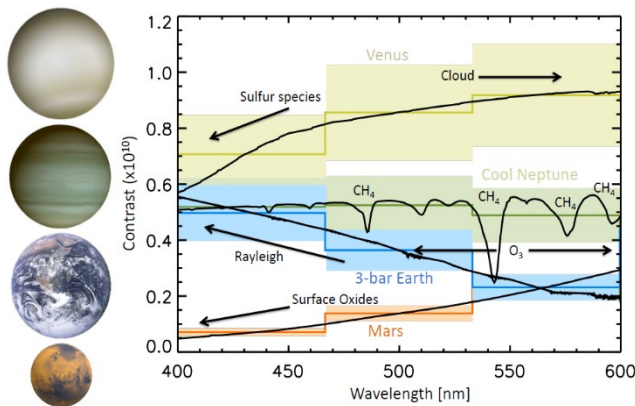 1.2
1.0
0.8
0.6
0.4
0.2
0.0
Contrast (x10¹⁰)
Venus
Cloud
Sulfur species
Cool Neptune
CH₄
CH₄
CH₄
CH₄
O₃
Rayleigh
3-bar Earth
Surface Oxides
Mars
400
450
500
550
600
Wavelength [nm]